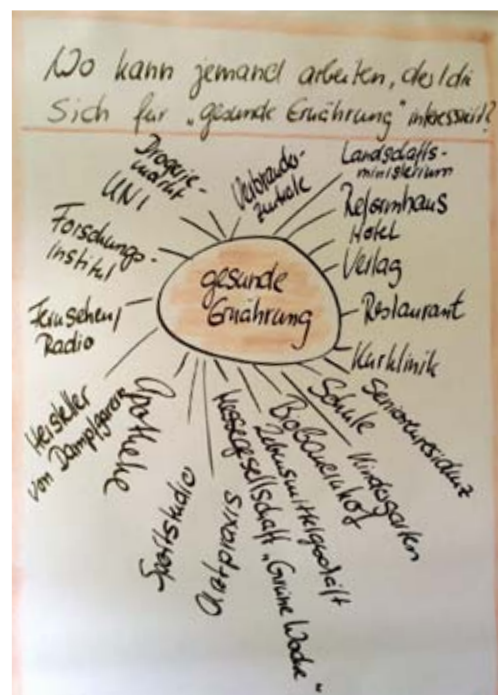 Wo kann jemand arbeiten, der/die
sich für „gesunde Ernährung“ interessiert?
gesunde
Ernährung
Verbraucher-
zentrale
Landschafts-
ministerium
Reformhaus
Hotel
Verlag
Restaurant
Kurklinik
Seniorenresidenz
Schule
Kindergarten
Biobauernhof
Lebensmittelgeschäft
Messegesellschaft „Grüne Woche“
Arztpraxis
Sportstudio
Apotheke
Hersteller
von Dampfgarern
Fernsehen/
Radio
Forschungs-
institut
UNI
Drogerie-
markt